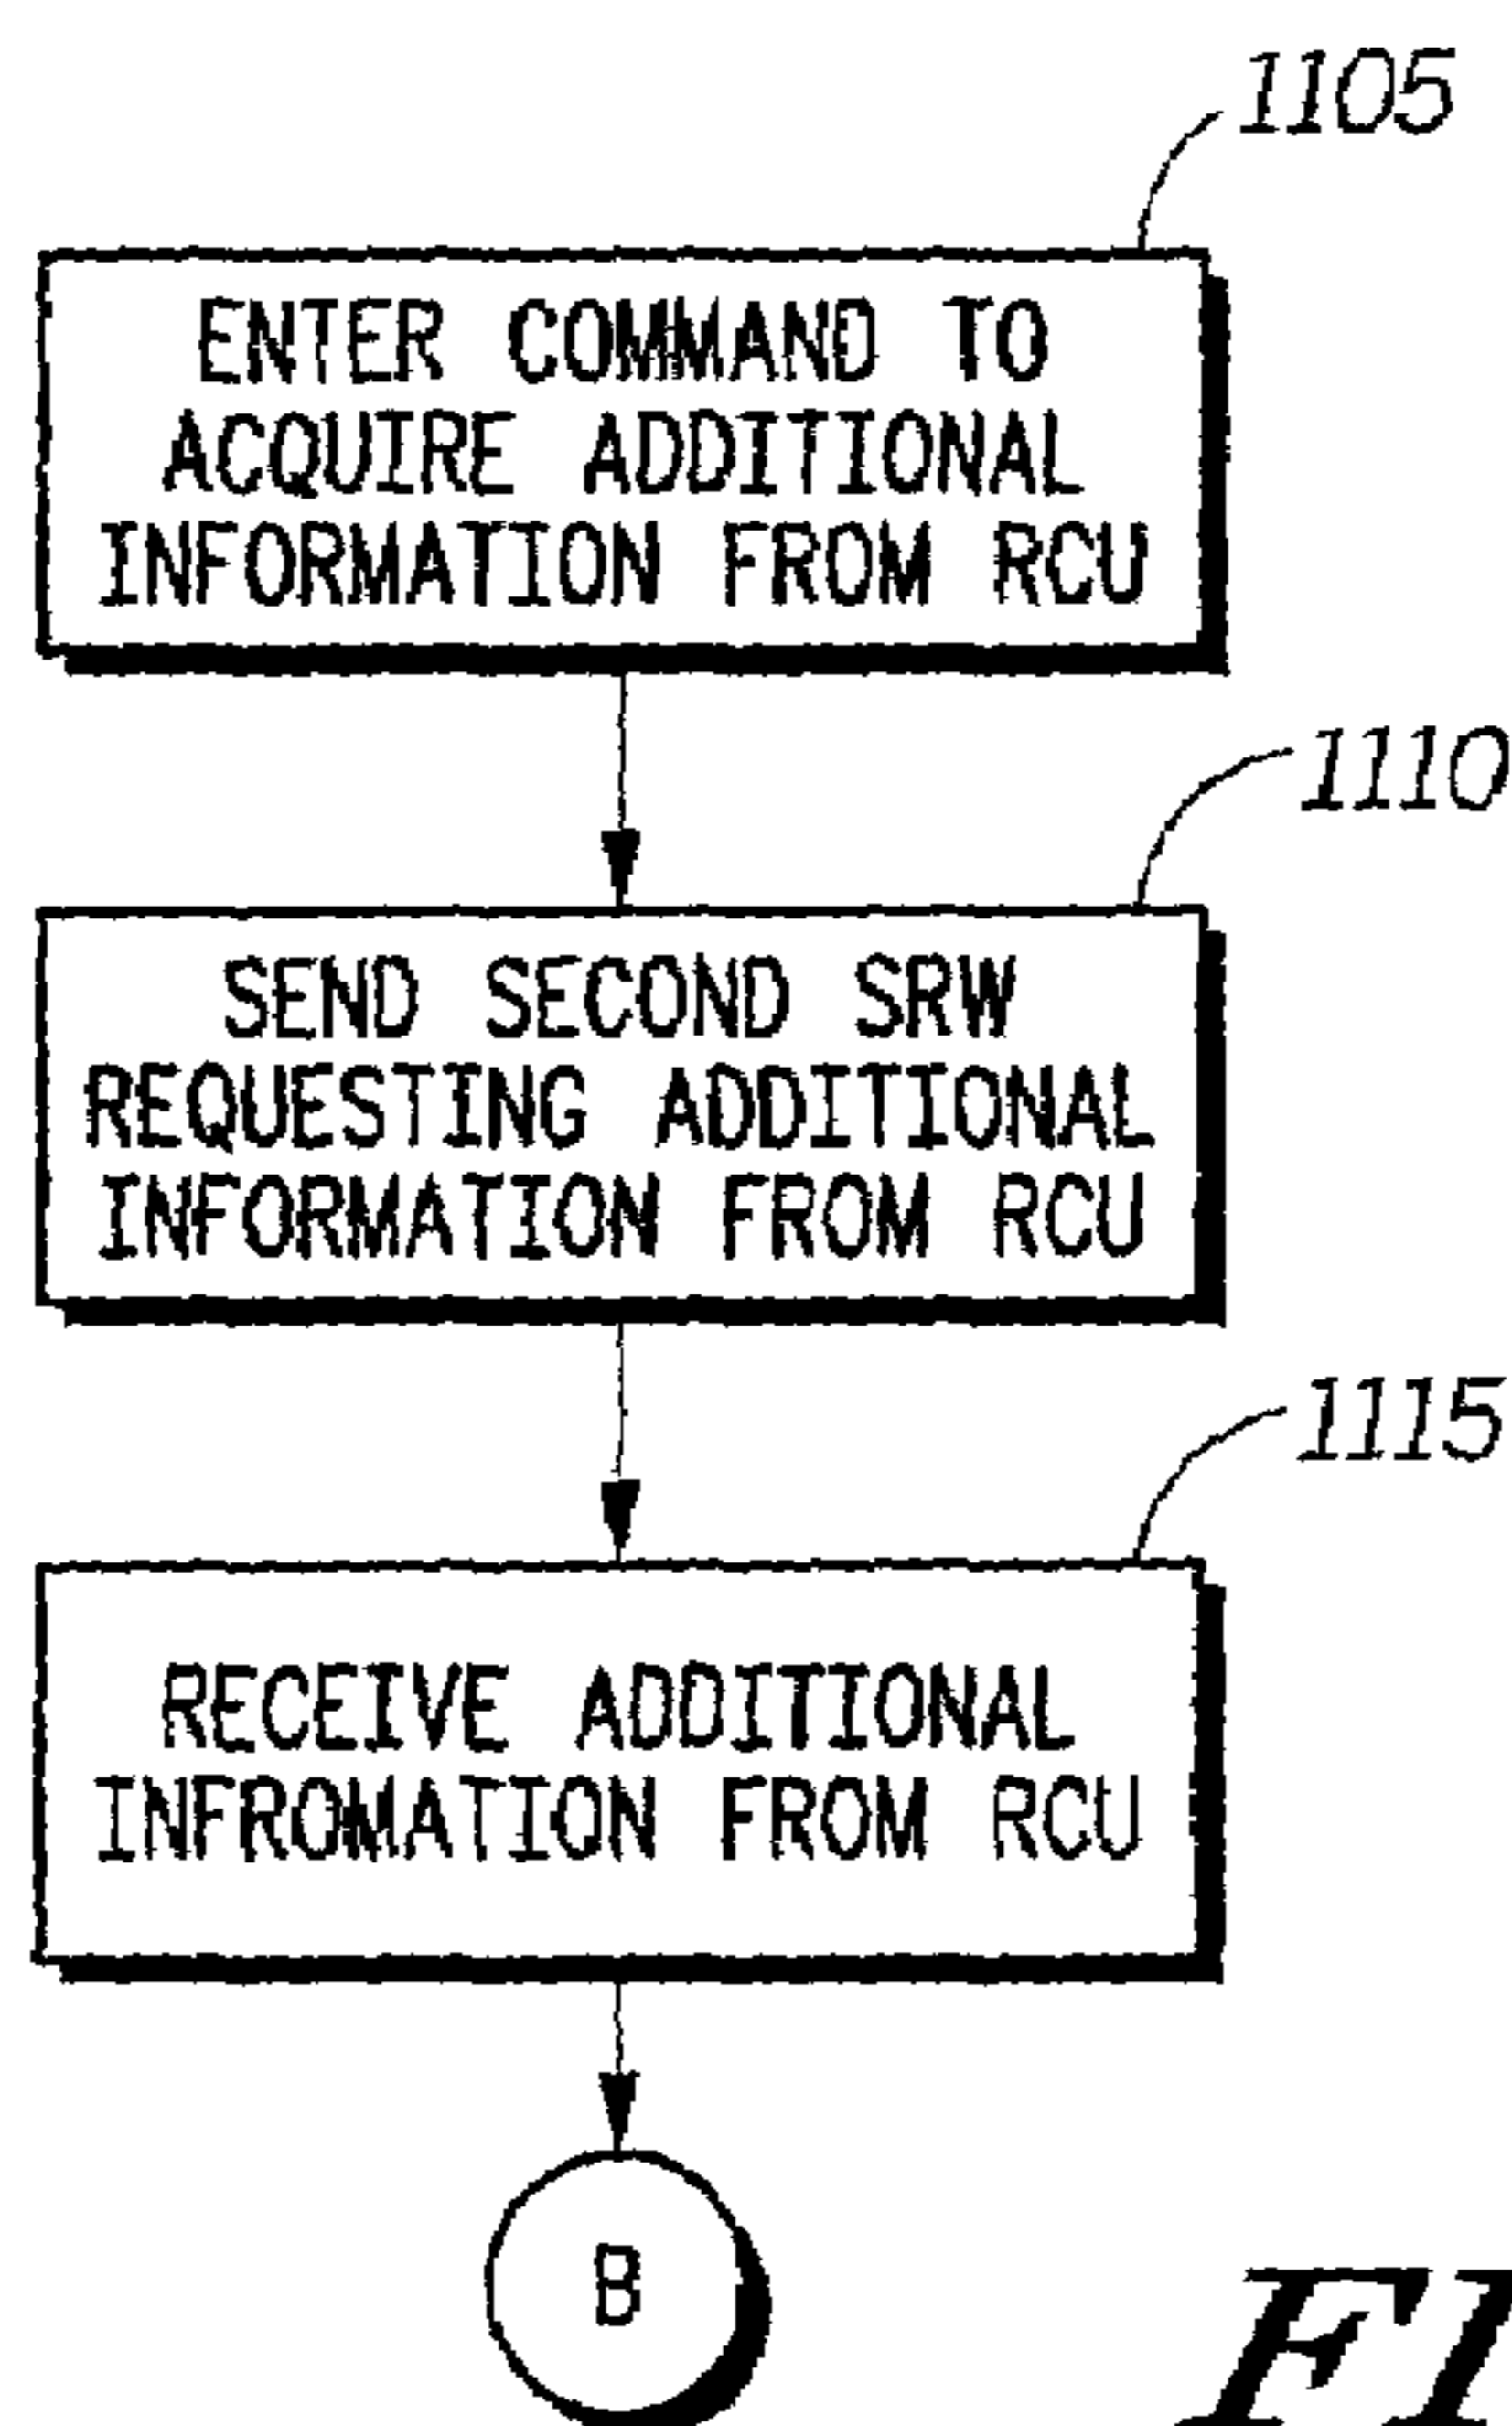 1105
ENTER COMMAND TO
ACQUIRE ADDITIONAL
INFORMATION FROM RCU
1110
SEND SECOND SRW
REQUESTING ADDITIONAL
INFORMATION FROM RCU
1115
RECEIVE ADDITIONAL
INFROMATION FROM RCU
B